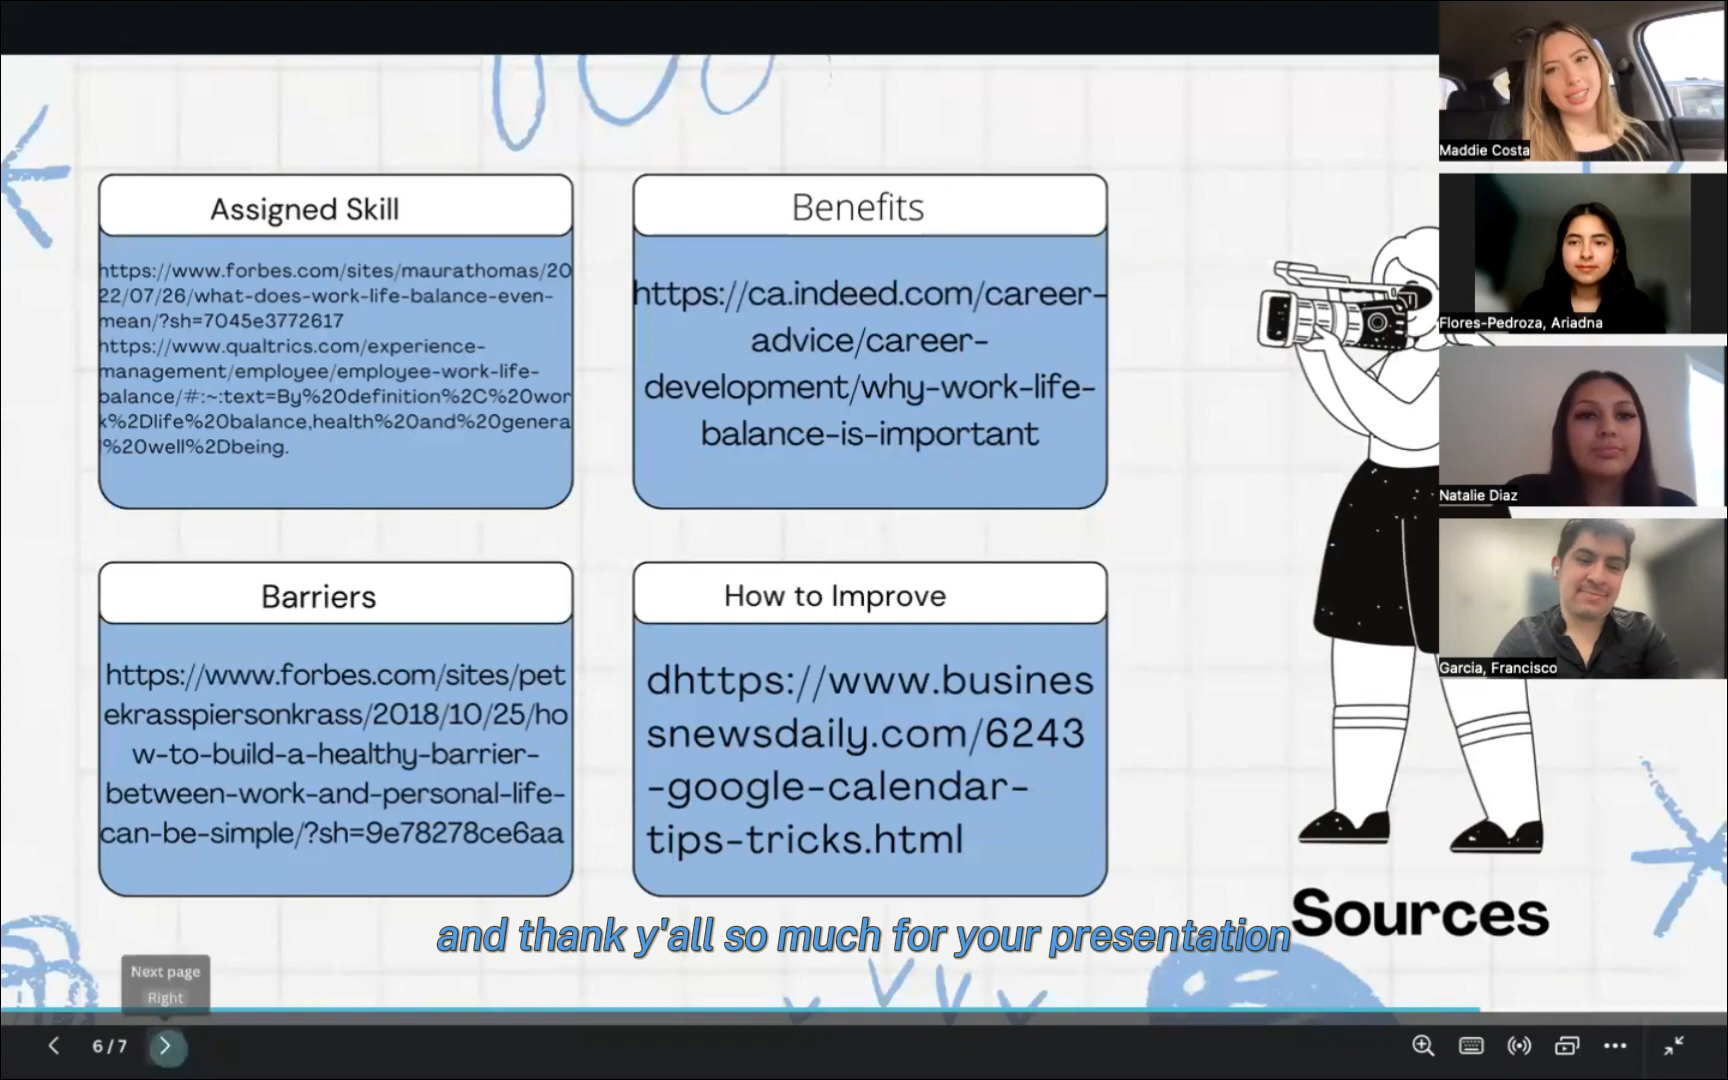 Assigned Skill
https://www.forbes.com/sites/maurathomas/20
22/07/26/what-does-work-life-balance-even-
mean/?sh=7045e3772617
https://www.qualtrics.com/experience-
management/employee/employee-work-life-
balance/#:~:text=By%20definition%2C%20wor
k%2Dlife%20balance,health%20and%20genera
l%20well%2Dbeing.
Benefits
https://ca.indeed.com/career-
advice/career-
development/why-work-life-
balance-is-important
Barriers
https://www.forbes.com/sites/pet
ekrasspiersonkrass/2018/10/25/ho
w-to-build-a-healthy-barrier-
between-work-and-personal-life-
can-be-simple/?sh=9e78278ce6aa
How to Improve
dhttps://www.busines
snewsdaily.com/6243
-google-calendar-
tips-tricks.html
Sources
Maddie Costa
Flores-Pedroza, Ariadna
Natalie Diaz
Garcia, Francisco
and thank y'all so much for your presentation
Next page
Right
6/7